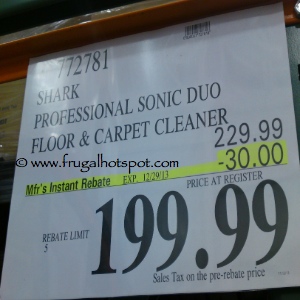 772781
SHARK
PROFESSIONAL SONIC DUO
FLOOR & CARPET CLEANER
229.99
www.frugalhotspot.com
-30.00
Mfr's Instant Rebate EXP. 12/29/13
PRICE AT REGISTER
REBATE LIMIT
5
199.99
Sales Tax on the pre-rebate price